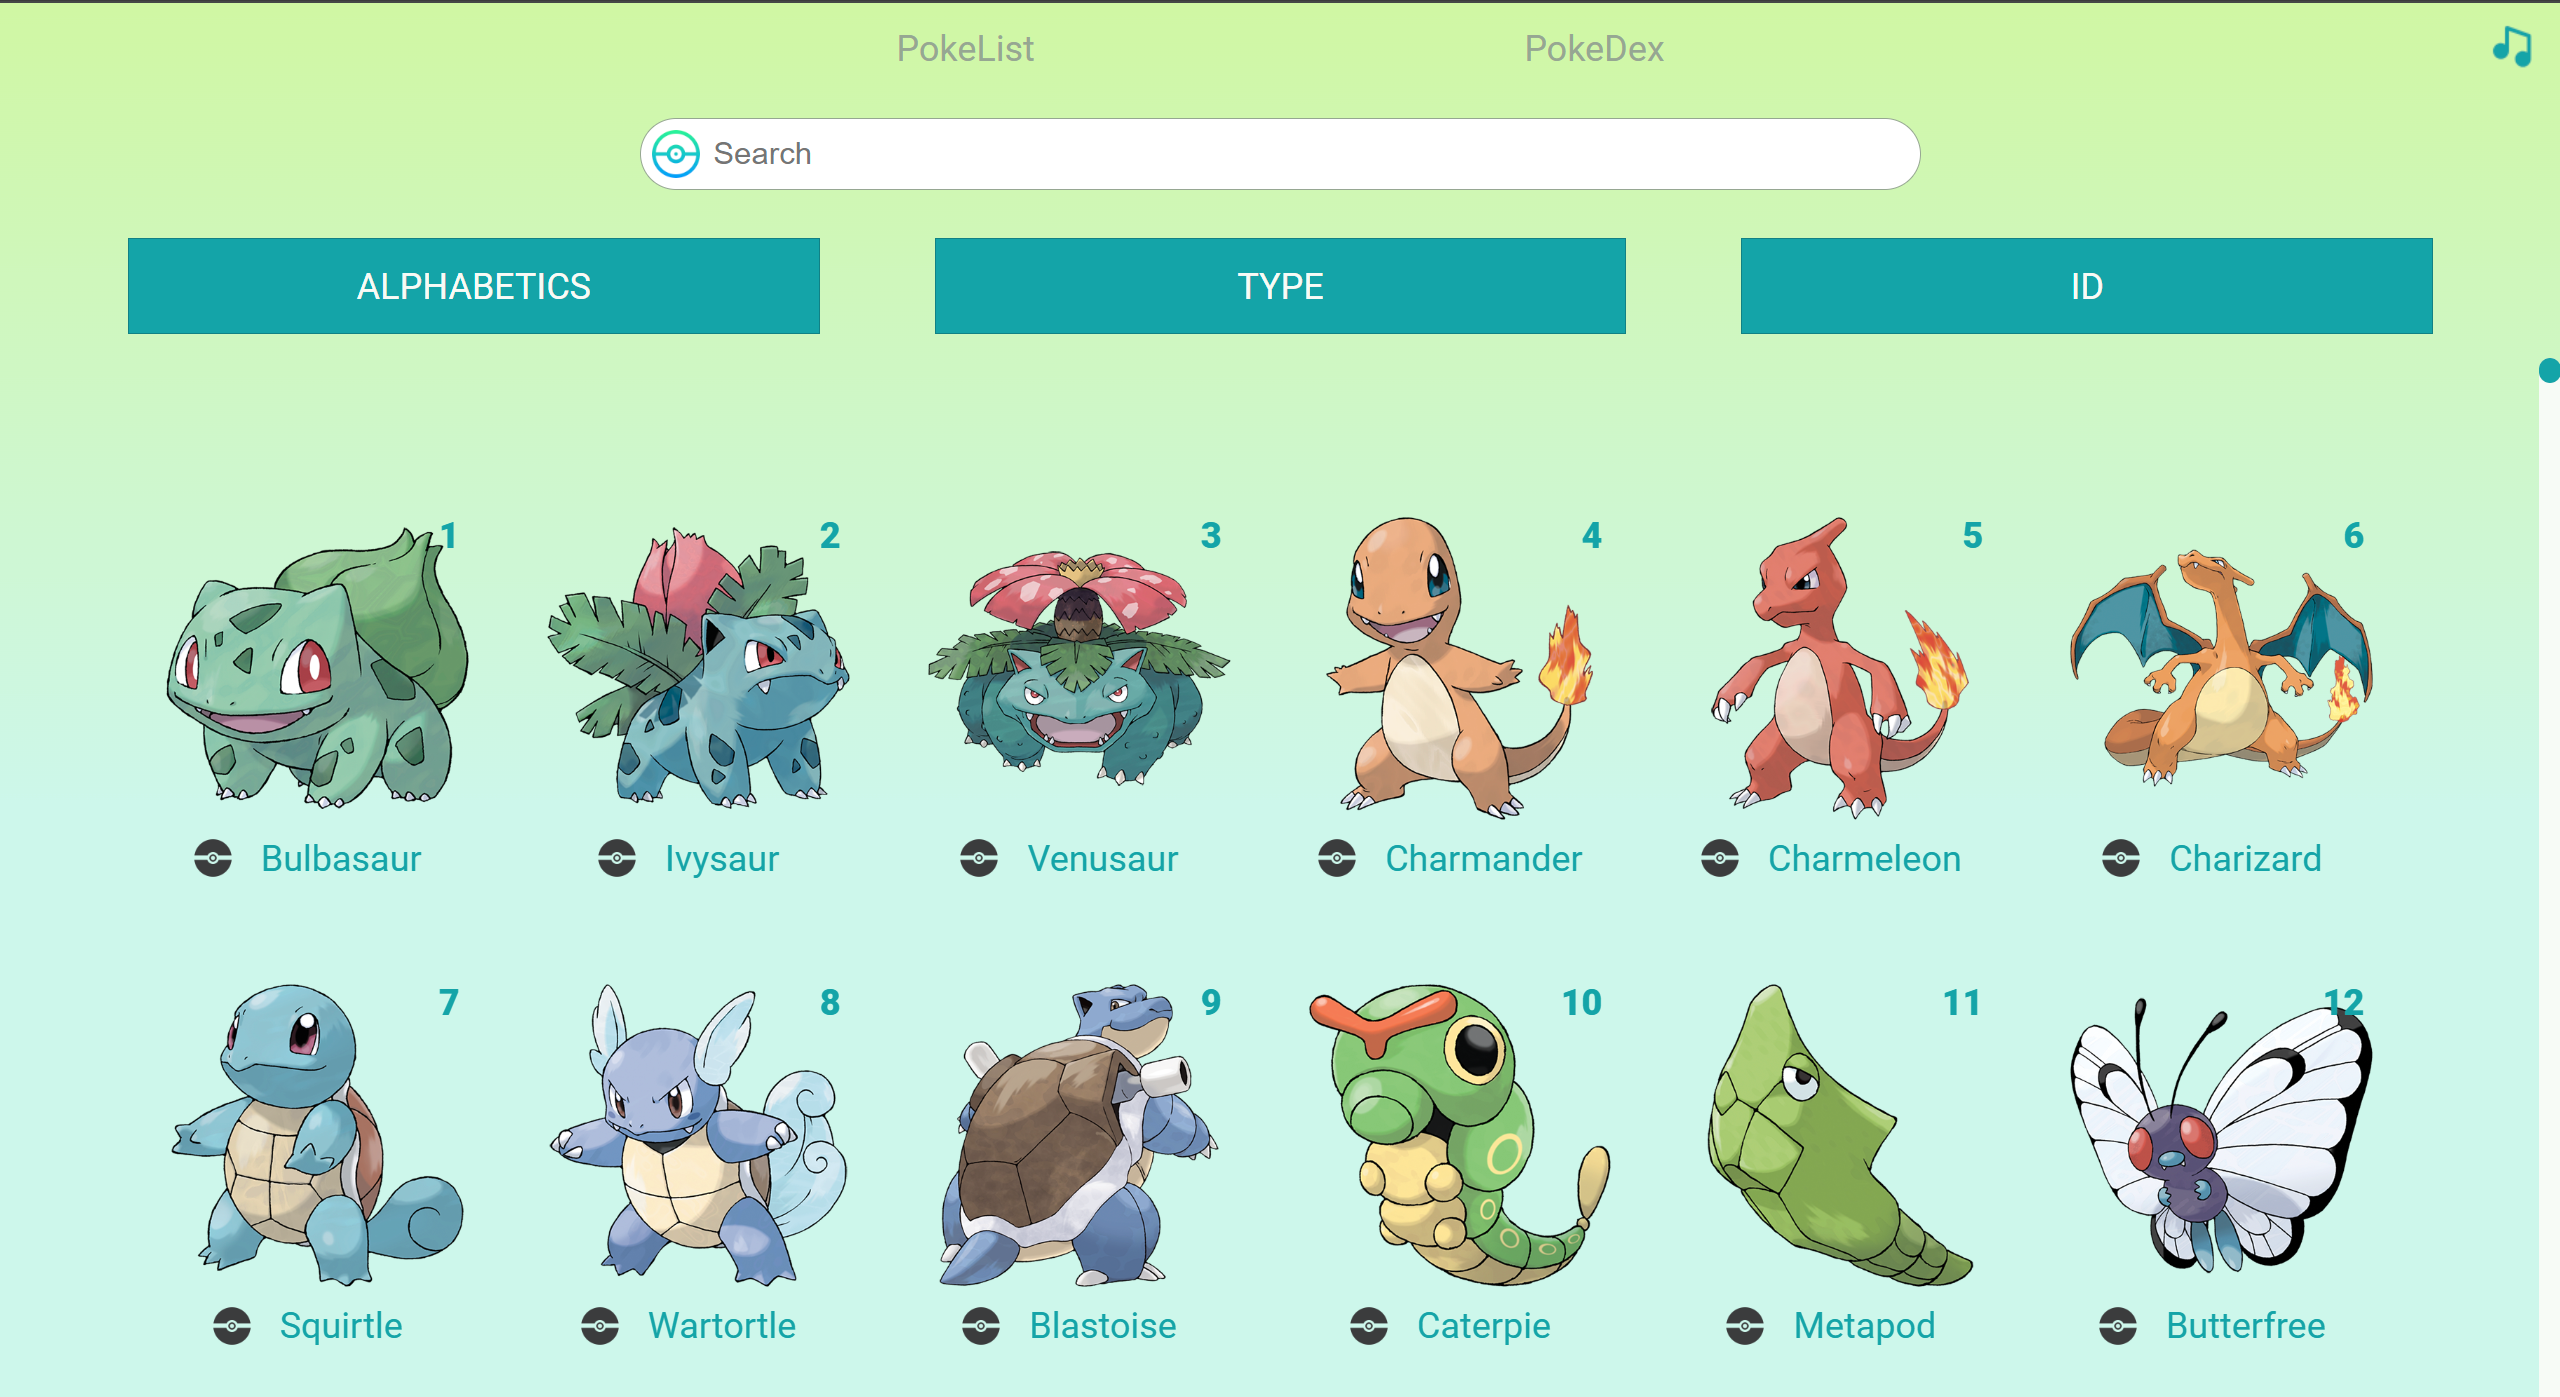 PokeList PokeDex
Search
ALPHABETICS TYPE ID
1 2 3 4 5 6
Bulbasaur Ivysaur Venusaur Charmander Charmeleon Charizard
7 8 9 10 11 12
Squirtle Wartortle Blastoise Caterpie Metapod Butterfree